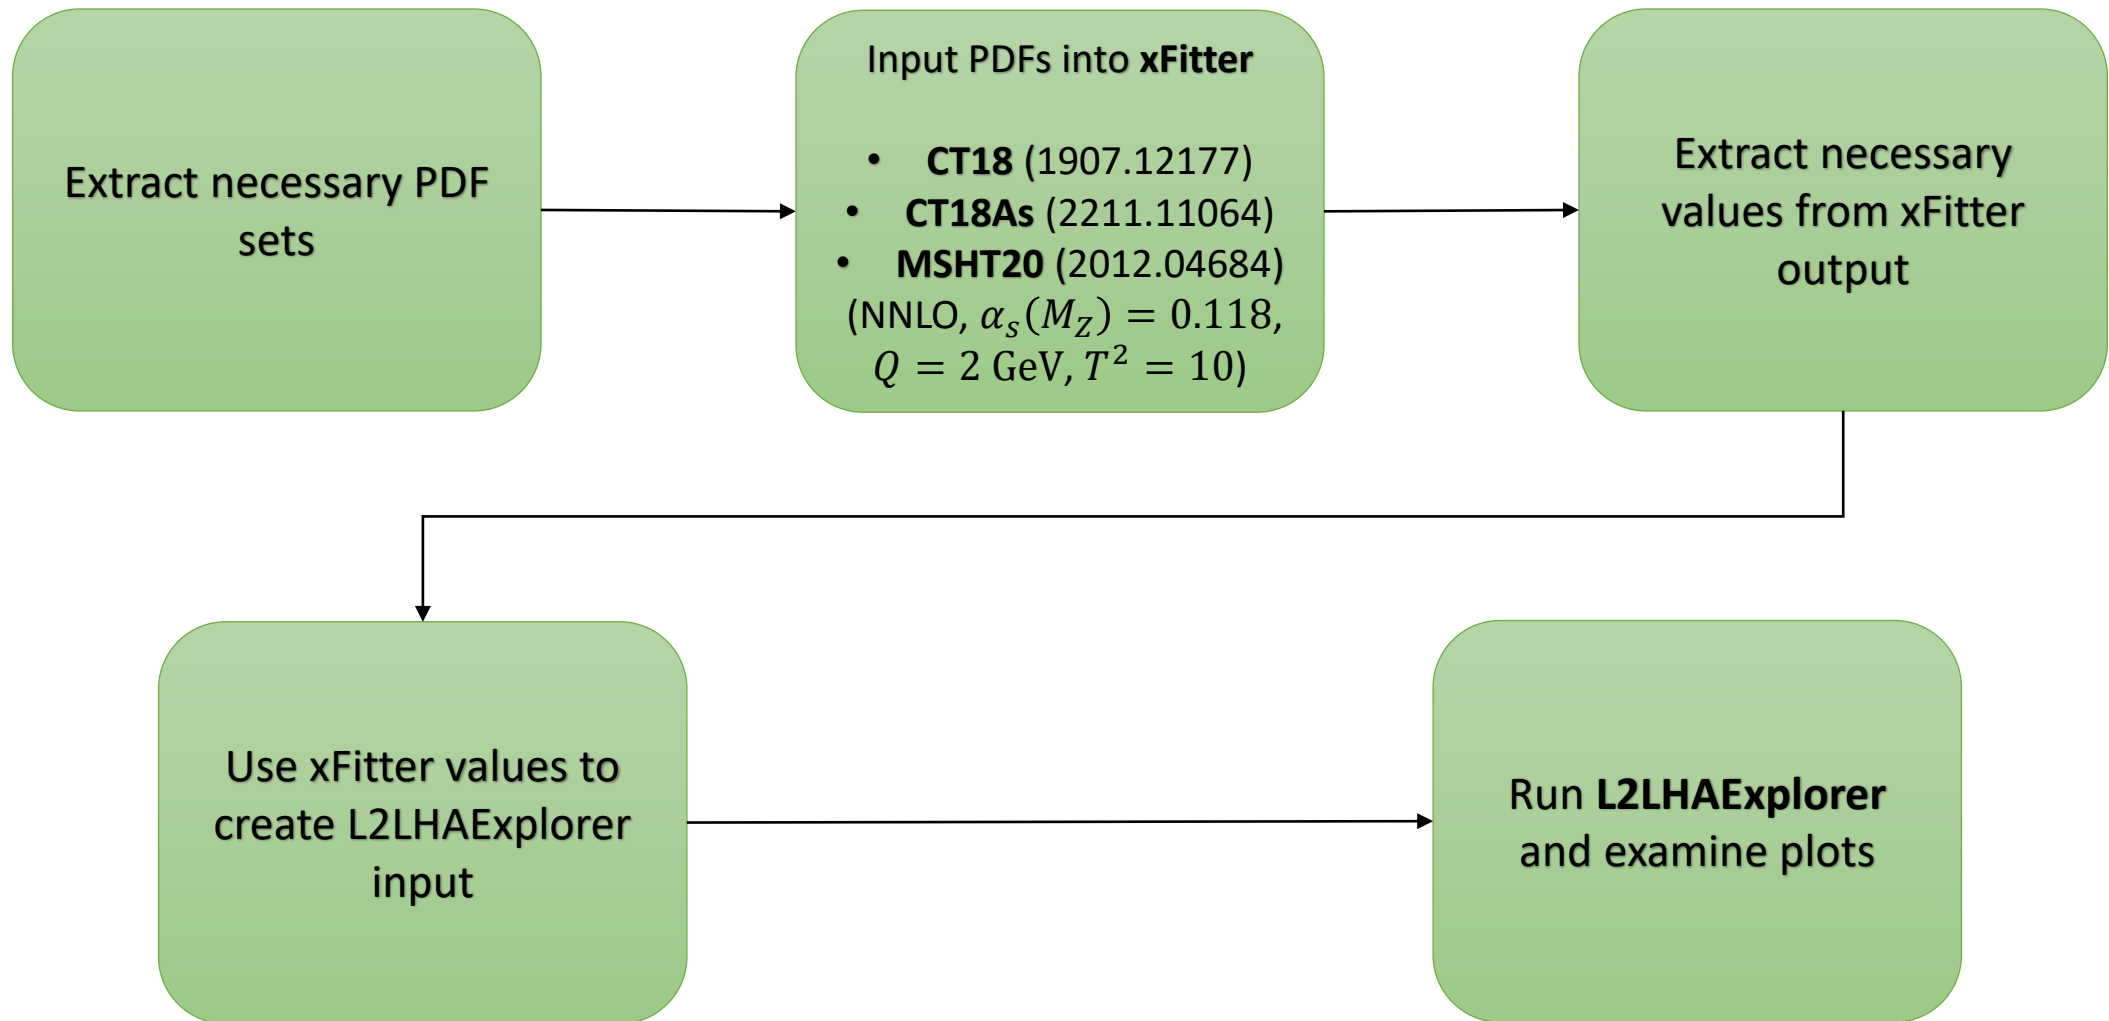 Extract necessary PDF
sets
Input PDFs into xFitter
• CT18 (1907.12177)
• CT18As (2211.11064)
• MSHT20 (2012.04684)
(NNLO, αₛ(M_Z) = 0.118,
Q = 2 GeV, T² = 10)
Extract necessary
values from xFitter
output
Use xFitter values to
create L2LHAExplorer
input
Run L2LHAExplorer
and examine plots